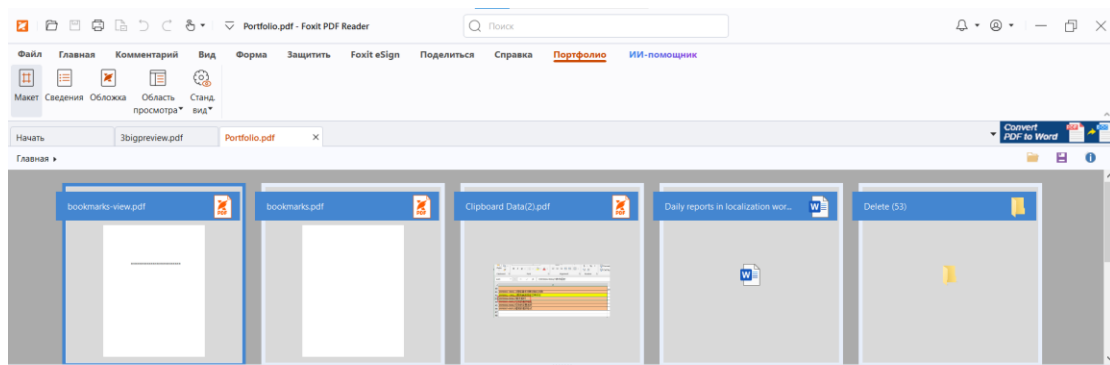 Portfolio.pdf - Foxit PDF Reader
Поиск
Файл Главная Комментарий Вид Форма Защитить Foxit eSign Поделиться Справка Портфолио ИИ-помощник
Макет Сведения Обложка Область просмотра Станд. вид
Начать 3bigpreview.pdf Portfolio.pdf
Convert
PDF to Word
Главная
bookmarks-view.pdf bookmarks.pdf Clipboard Data(2).pdf Daily reports in localization wor... Delete (53)